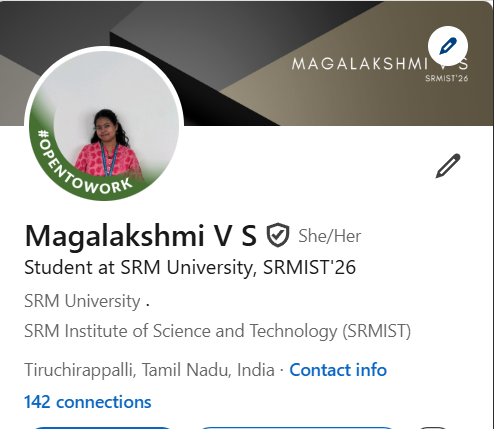 MAGALAKSHMI V S
SRMIST'26
#OPENTOWORK
Magalakshmi V S She/Her
Student at SRM University, SRMIST'26
SRM University .
SRM Institute of Science and Technology (SRMIST)
Tiruchirappalli, Tamil Nadu, India · Contact info
142 connections